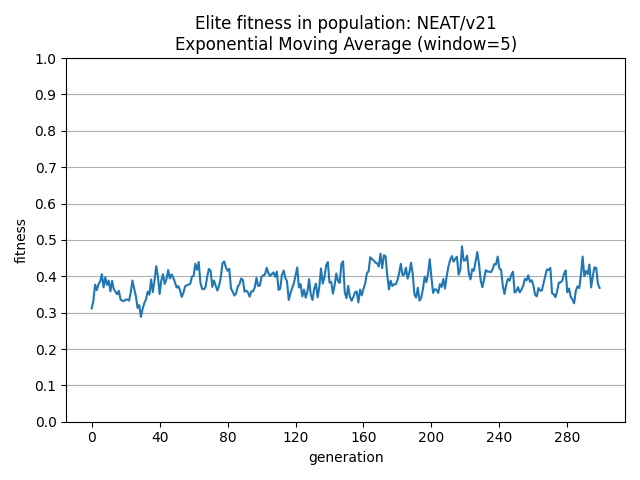 Elite fitness in population: NEAT/v21
Exponential Moving Average (window=5)
1.0
0.9
0.8
0.7
0.6
0.5
0.4
0.3
0.2
0.1
0.0
fitness
0 40 80 120 160 200 240 280
generation